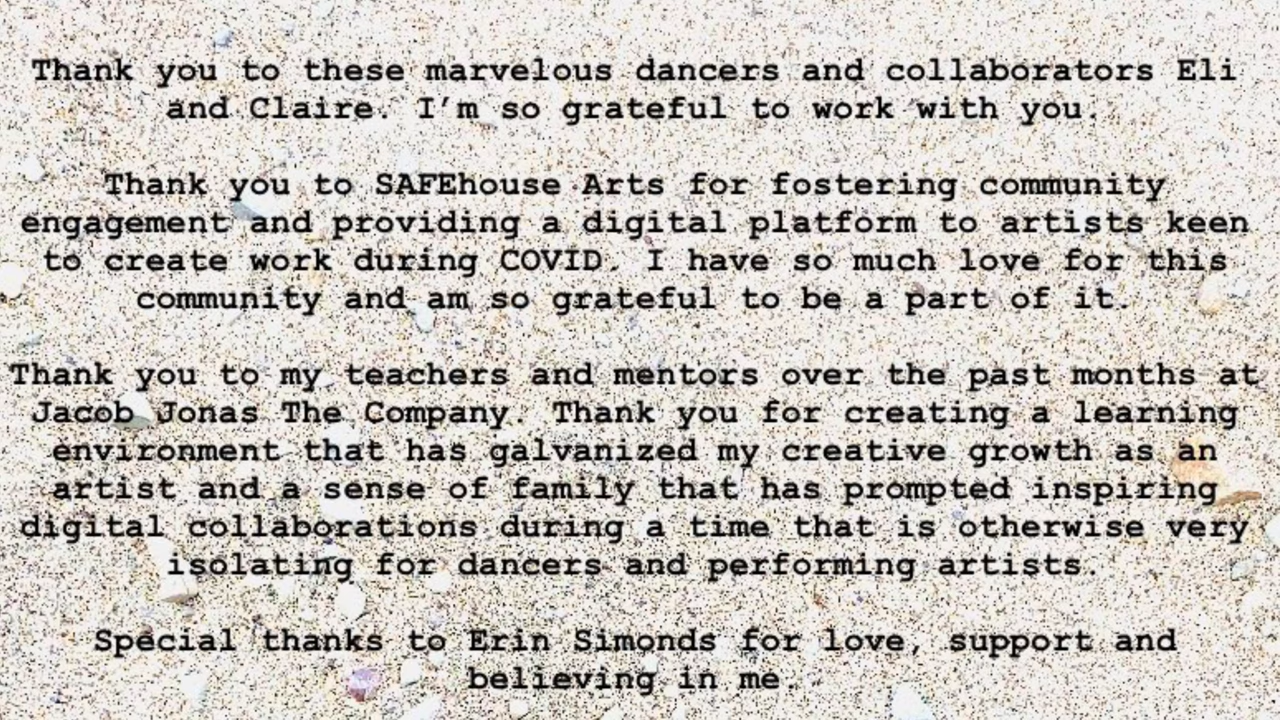 Thank you to these marvelous dancers and collaborators Eli
and Claire. I'm so grateful to work with you.
Thank you to SAFEhouse Arts for fostering community
engagement and providing a digital platform to artists keen
to create work during COVID. I have so much love for this
community and am so grateful to be a part of it.
Thank you to my teachers and mentors over the past months at
Jacob Jonas The Company. Thank you for creating a learning
environment that has galvanized my creative growth as an
artist and a sense of family that has prompted inspiring
digital collaborations during a time that is otherwise very
isolating for dancers and performing artists.
Special thanks to Erin Simonds for love, support and
believing in me.